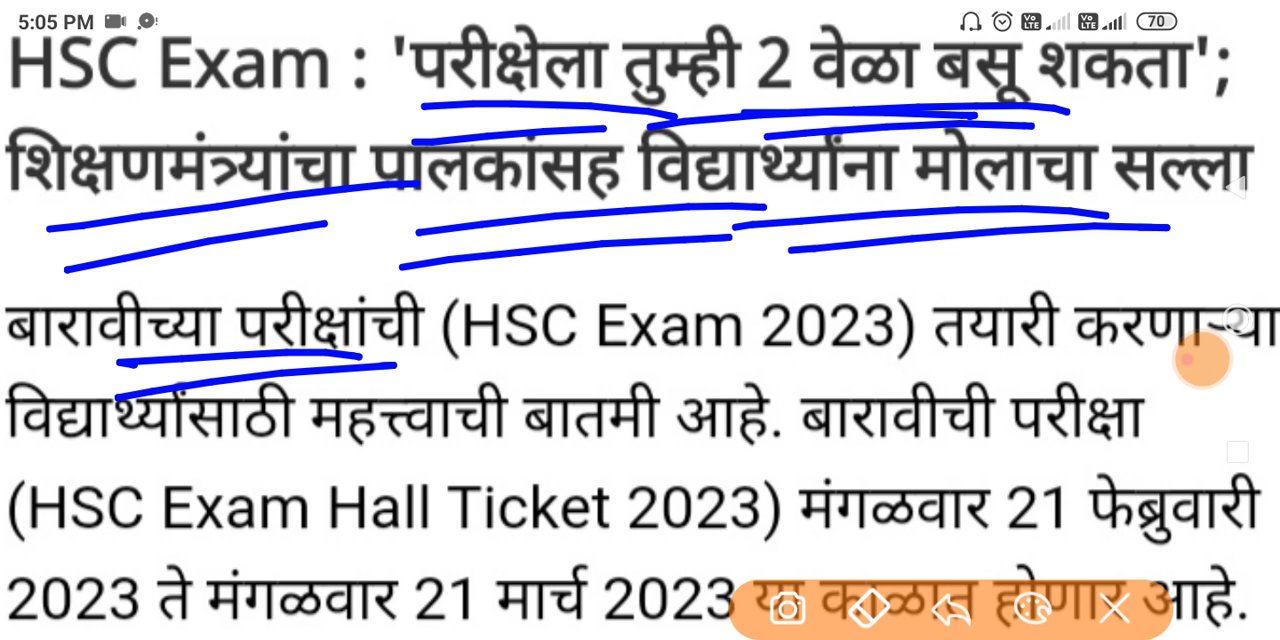 5:05 PM
70
HSC Exam : 'परीक्षेला तुम्ही 2 वेळा बसू शकता';
शिक्षणमंत्र्यांचा पालकांसह विद्यार्थ्यांना मोलाचा सल्ला
बारावीच्या परीक्षांची (HSC Exam 2023) तयारी करणाऱ्या
विद्यार्थ्यांसाठी महत्त्वाची बातमी आहे. बारावीची परीक्षा
(HSC Exam Hall Ticket 2023) मंगळवार 21 फेब्रुवारी
2023 ते मंगळवार 21 मार्च 2023 या काळात होणार आहे.